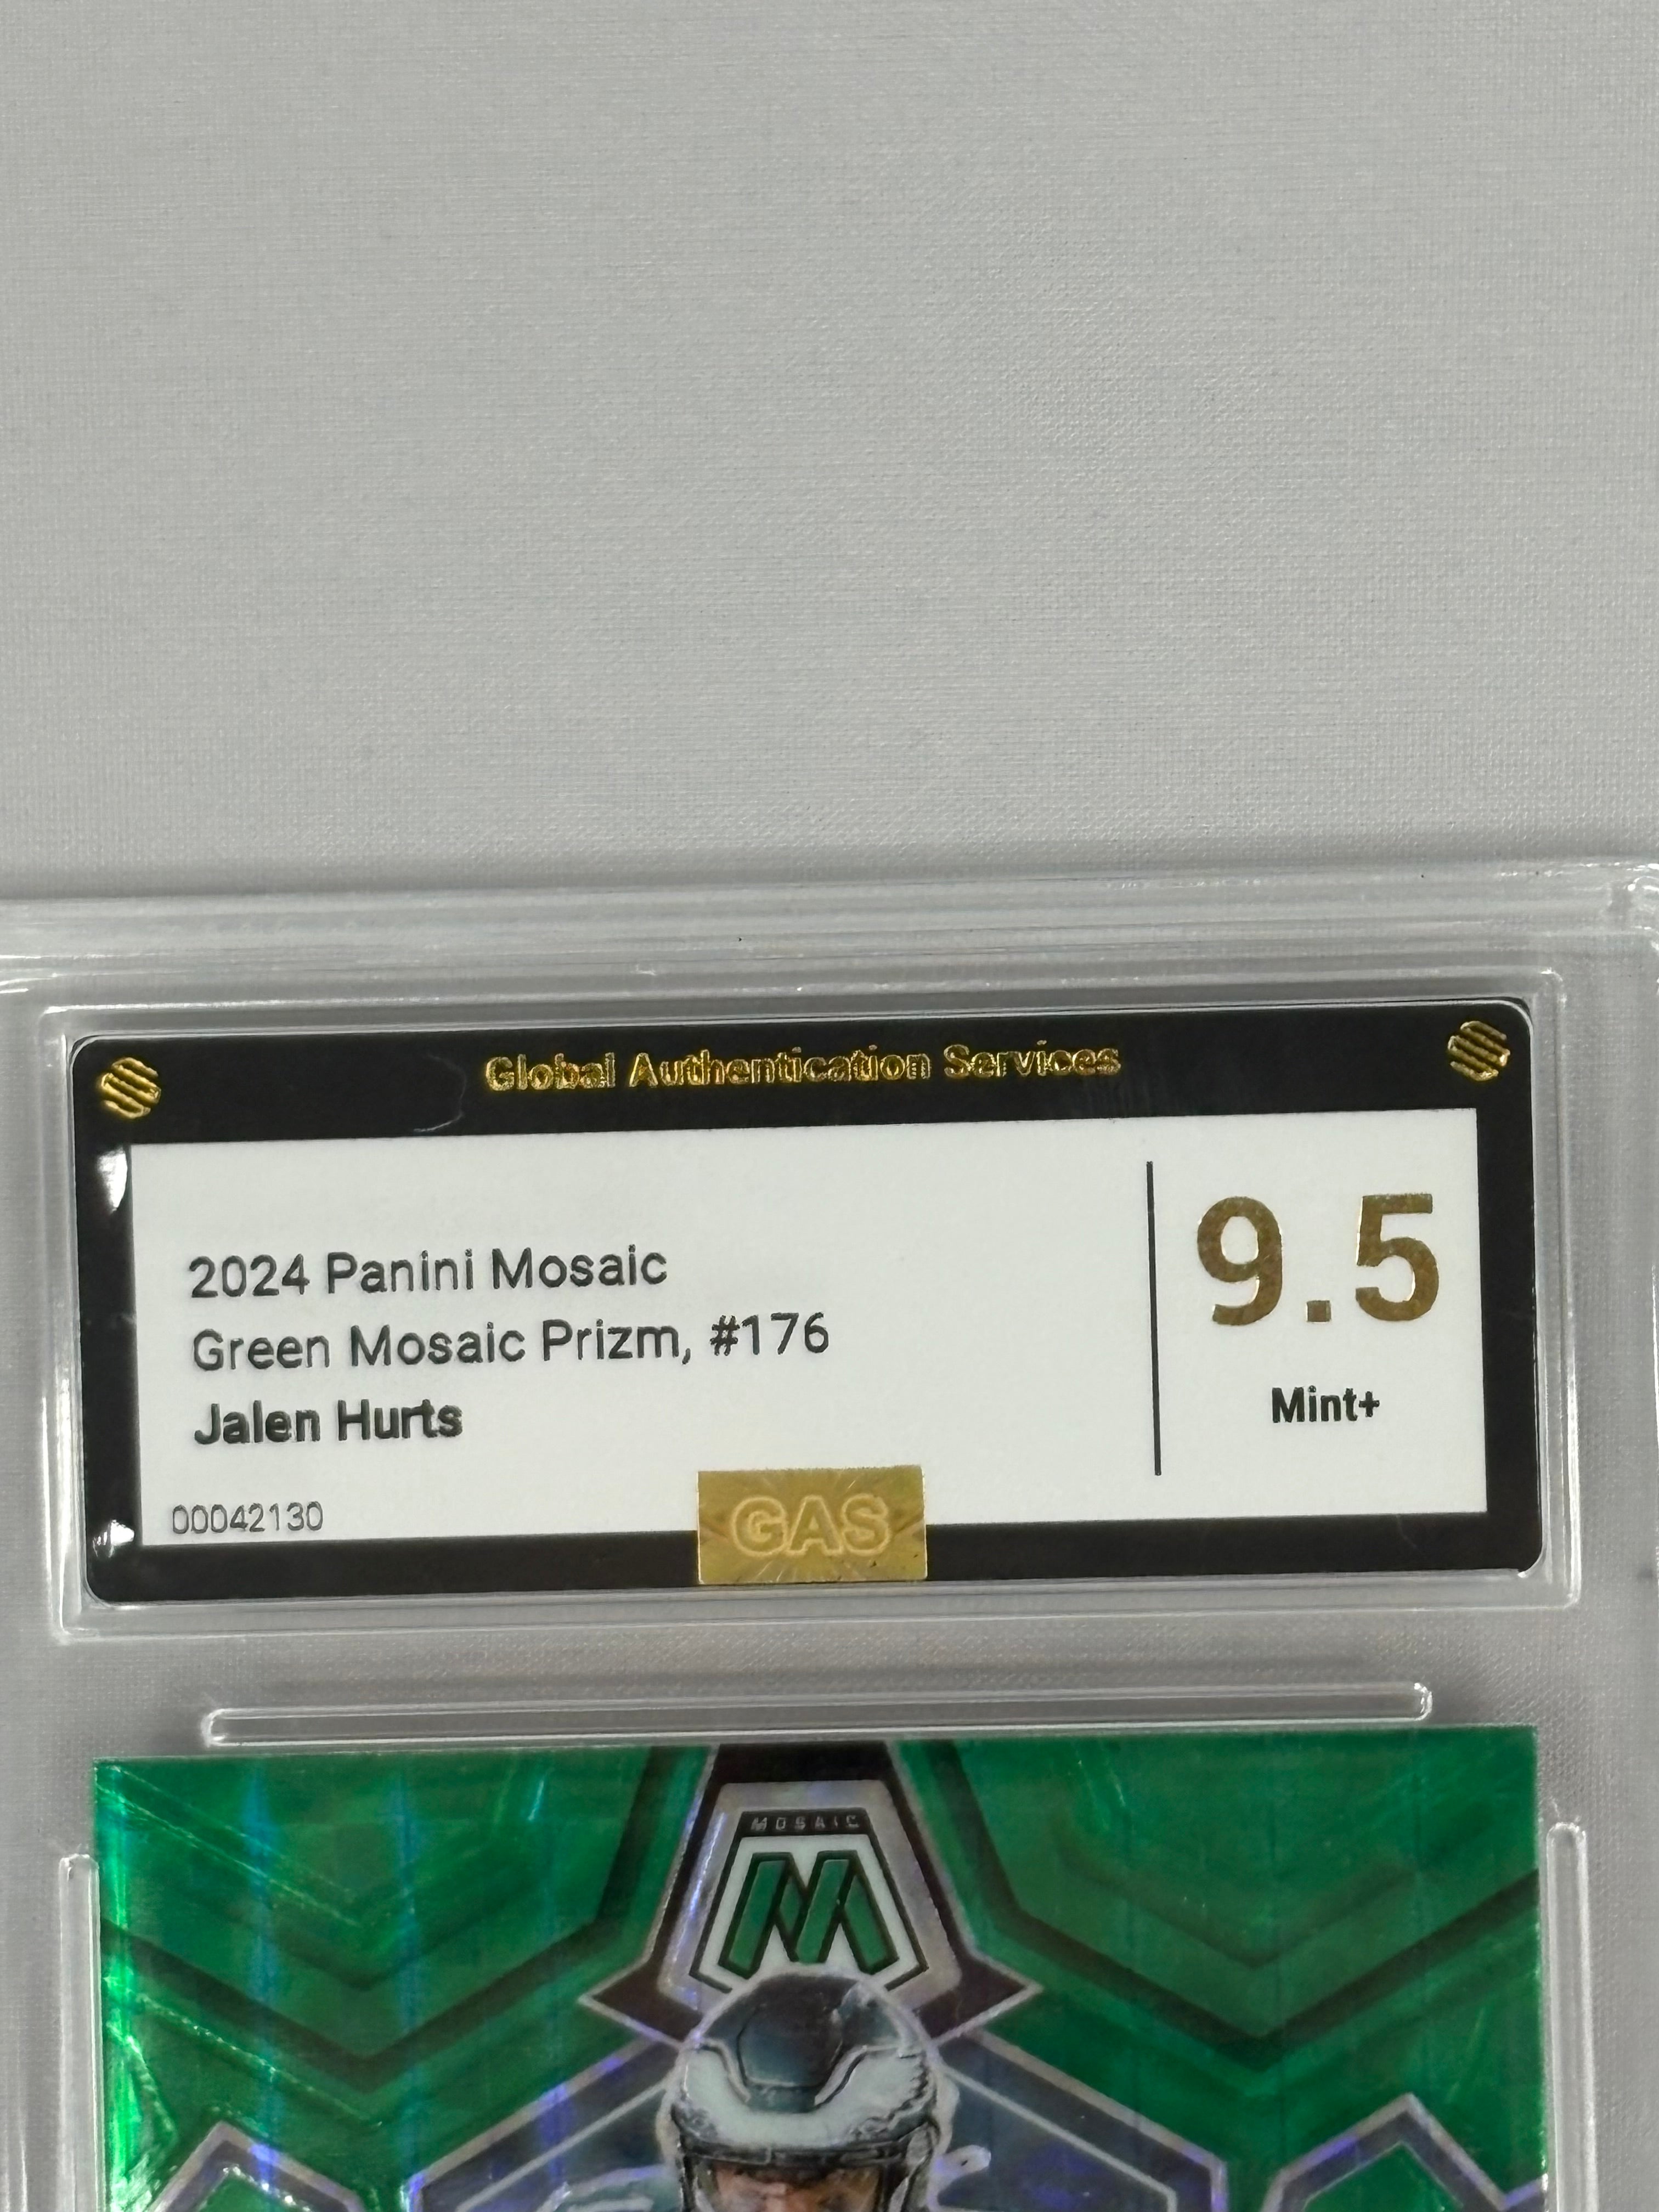 Global Authentication Services
2024 Panini Mosaic
Green Mosaic Prizm, #176
Jalen Hurts
9.5
Mint+
00042130
GAS
MOSAIC
M